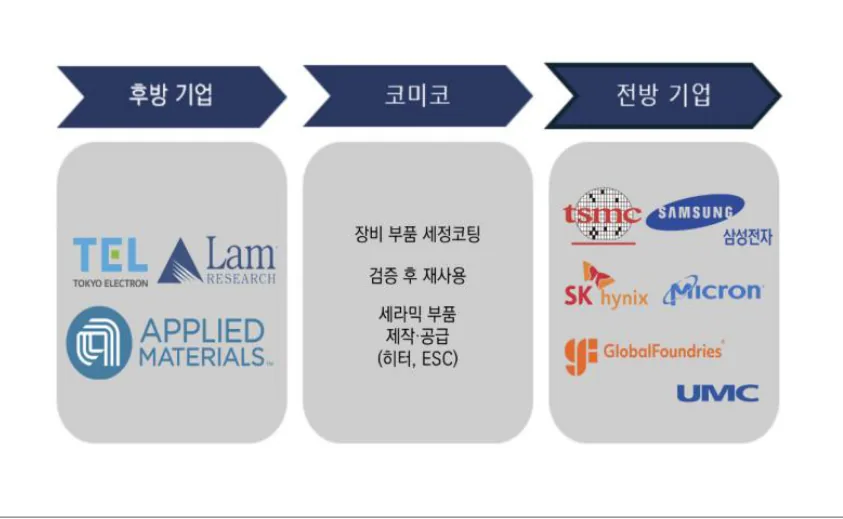 후방 기업
코미코
전방 기업
TEL
TOKYO ELECTRON
Lam
RESEARCH
APPLIED
MATERIALS™
장비 부품 세정코팅
검증 후 재사용
세라믹 부품
제작·공급
(히터, ESC)
tsmc
SAMSUNG
삼성전자
SK hynix
Micron
GF GlobalFoundries
UMC